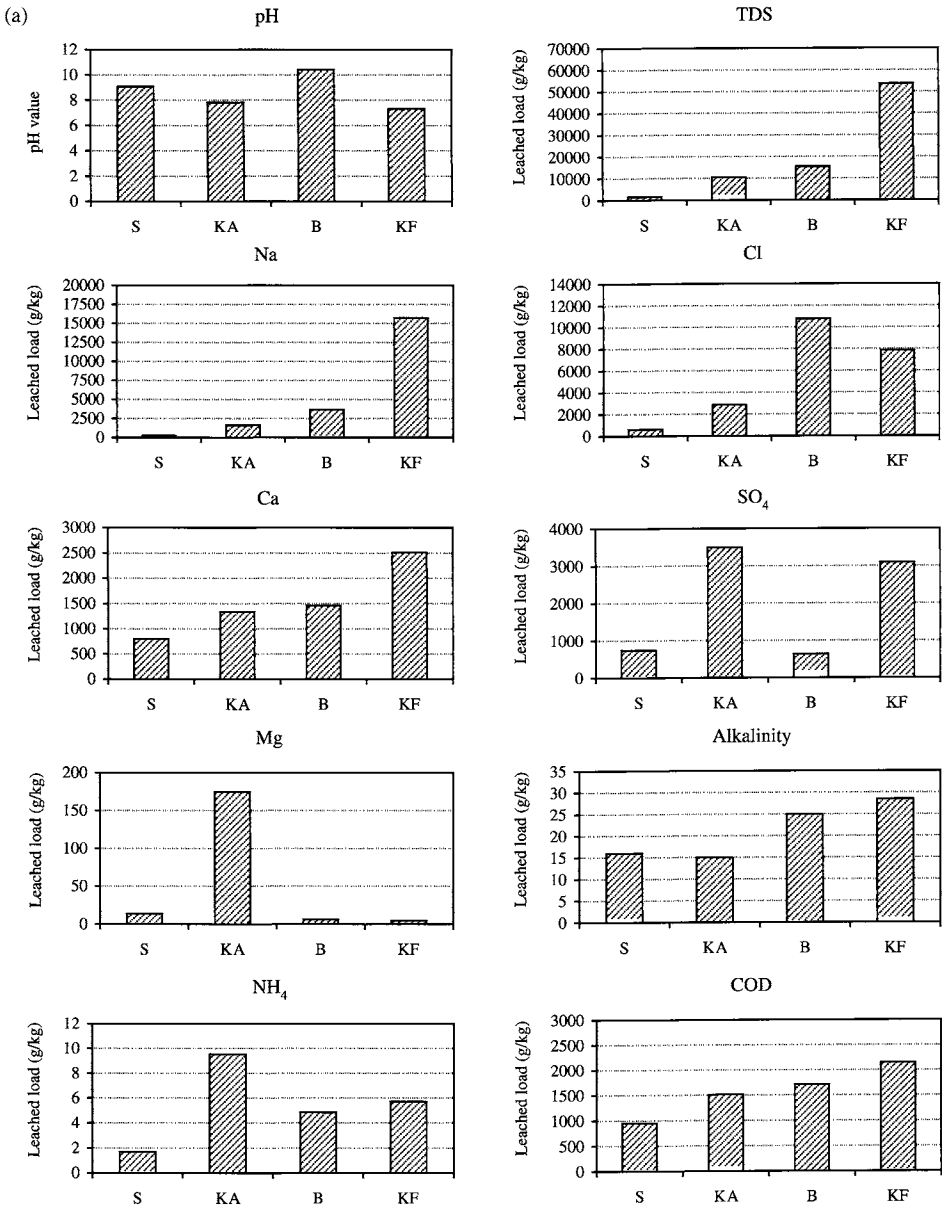 (a)
pH
pH value
12
10
8
6
4
2
0
S KA B KF
TDS
Leached load (g/kg)
70000
60000
50000
40000
30000
20000
10000
0
S KA B KF
Na
Leached load (g/kg)
20000
17500
15000
12500
10000
7500
5000
2500
0
S KA B KF
Cl
Leached load (g/kg)
14000
12000
10000
8000
6000
4000
2000
0
S KA B KF
Ca
Leached load (g/kg)
3000
2500
2000
1500
1000
500
0
S KA B KF
SO₄
Leached load (g/kg)
4000
3000
2000
1000
0
S KA B KF
Mg
Leached load (g/kg)
200
150
100
50
0
S KA B KF
Alkalinity
Leached load (g/kg)
35
30
25
20
15
10
5
0
S KA B KF
NH₄
Leached load (g/kg)
12
10
8
6
4
2
0
S KA B KF
COD
Leached load (g/kg)
3000
2500
2000
1500
1000
500
0
S KA B KF